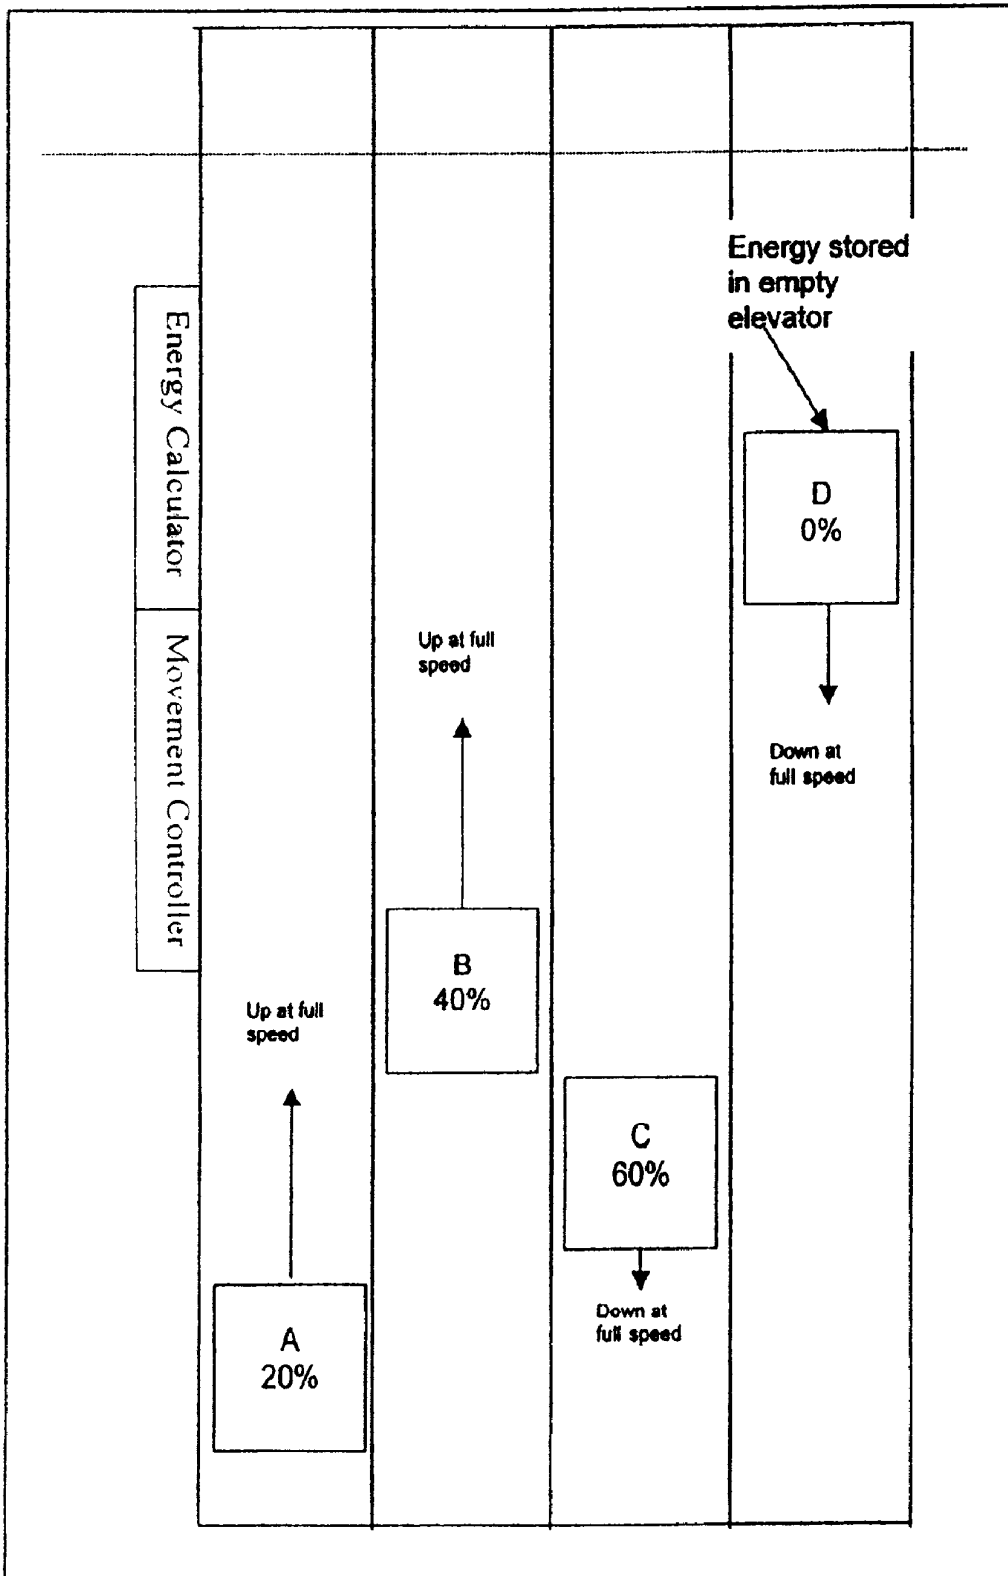 Energy stored
in empty
elevator
Energy Calculator
D
0%
Up at full
speed
Movement Controller
Down at
full speed
B
40%
Up at full
speed
C
60%
Down at
full speed
A
20%